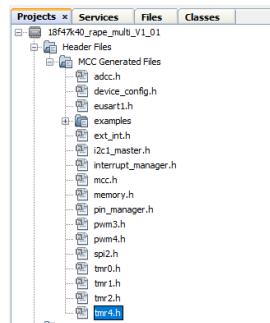 Projects × Services Files Classes
18f47k40_rape_multi_V1_01
Header Files
MCC Generated Files
adcc.h
device_config.h
eusart1.h
examples
ext_int.h
i2c1_master.h
interrupt_manager.h
mcc.h
memory.h
pin_manager.h
pwm3.h
pwm4.h
spi2.h
tmr0.h
tmr1.h
tmr2.h
tmr4.h